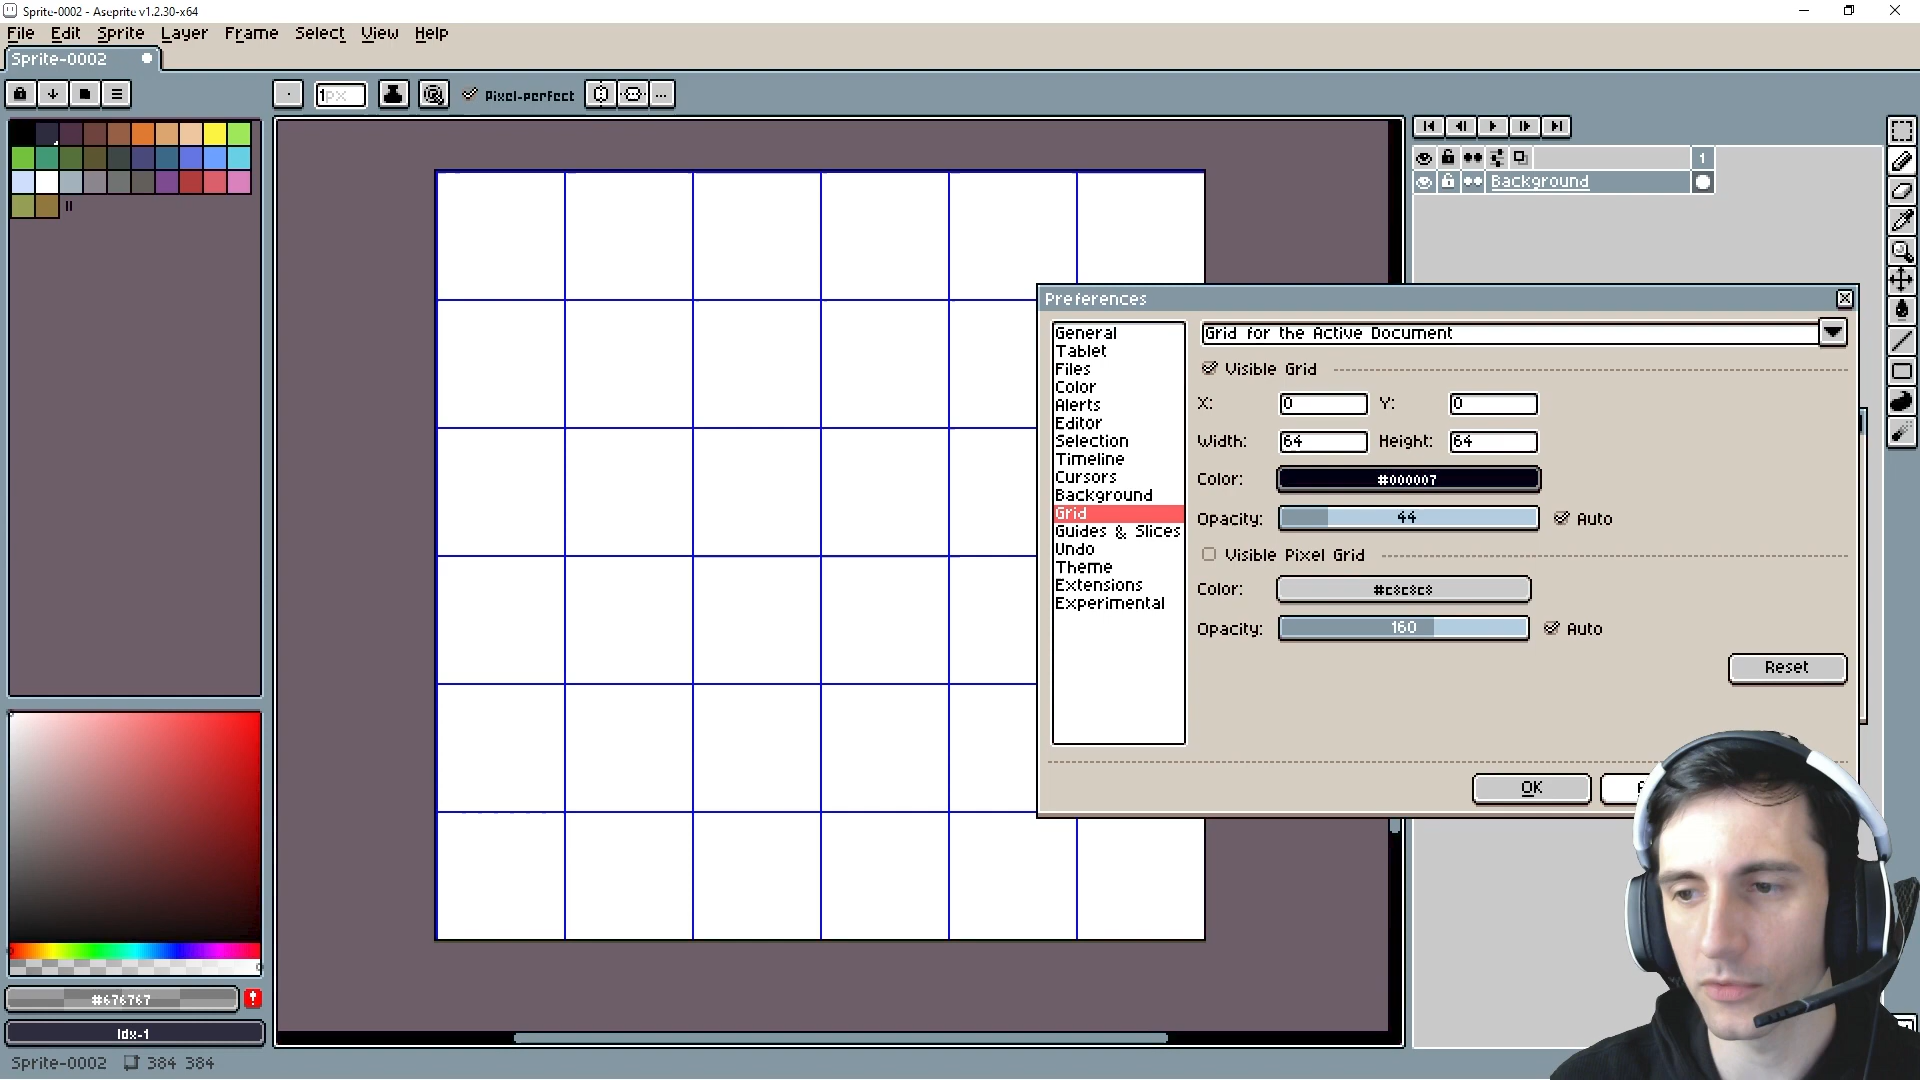 Sprite-0002 - Aseprite v1.2.30-x64
File Edit Sprite Layer Frame Select View Help
Sprite-0002
1px Pixel-perfect
1
Background
Preferences
General
Tablet
Files
Color
Alerts
Editor
Selection
Timeline
Cursors
Background
Grid
Guides & Slices
Undo
Theme
Extensions
Experimental
Grid for the Active Document
Visible Grid
X: 0 Y: 0
Width: 64 Height: 64
Color: #000007
Opacity: 44 Auto
Visible Pixel Grid
Color: #c8c8c8
Opacity: 160 Auto
Reset
OK
#676767
Idx-1
Sprite-0002 384 384